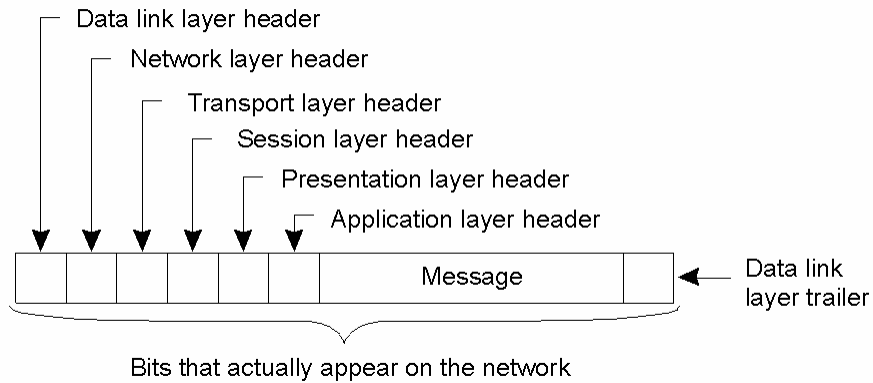 Data link layer header
Network layer header
Transport layer header
Session layer header
Presentation layer header
Application layer header
Message
Data link
layer trailer
Bits that actually appear on the network